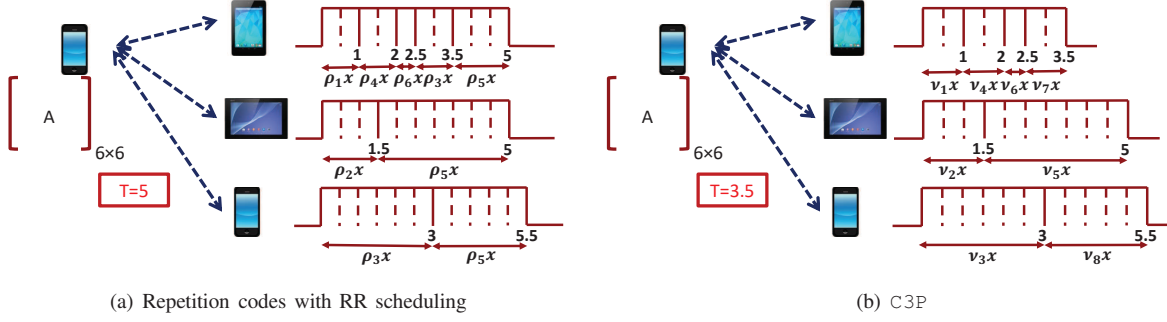 1 2 2.5 3.5 5
ρ₁x ρ₄x ρ₆x ρ₃x ρ₅x
A
6×6
1.5 5
ρ₂x ρ₅x
T=5
3 5.5
ρ₃x ρ₅x
(a) Repetition codes with RR scheduling
1 2 2.5 3.5
ν₁x ν₄x ν₆x ν₇x
A
6×6
1.5 5
ν₂x ν₅x
T=3.5
3 5.5
ν₃x ν₈x
(b) C3P